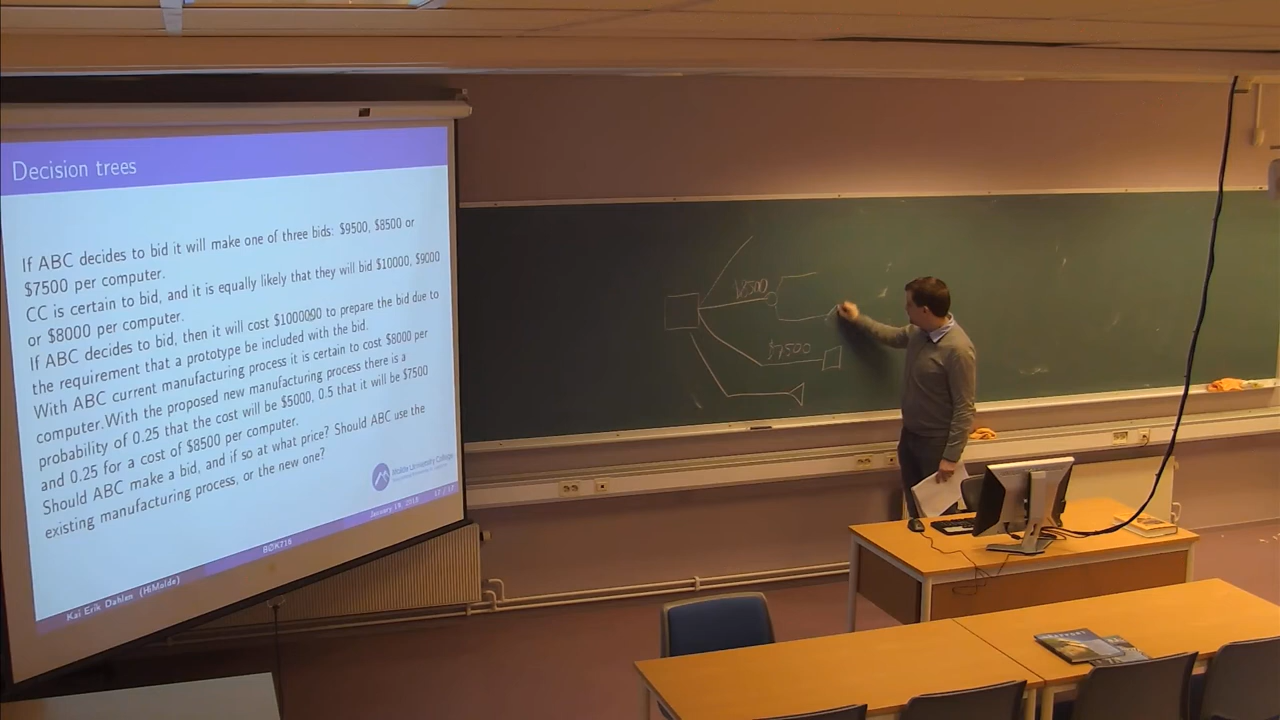 Decision trees
If ABC decides to bid it will make one of three bids: $9500, $8500 or
$7500 per computer.
CC is certain to bid, and it is equally likely that they will bid $10000, $9000
or $8000 per computer.
If ABC decides to bid, then it will cost $1000000 to prepare the bid due to
the requirement that a prototype be included with the bid.
With ABC current manufacturing process it is certain to cost $8000 per
computer.With the proposed new manufacturing process there is a
probability of 0.25 that the cost will be $5000, 0.5 that it will be $7500
and 0.25 for a cost of $8500 per computer.
Should ABC make a bid, and if so at what price? Should ABC use the
existing manufacturing process, or the new one?
Molde University College
Kai Erik Dahlen (HiMolde)
BØK715
January 19, 2018
$7500